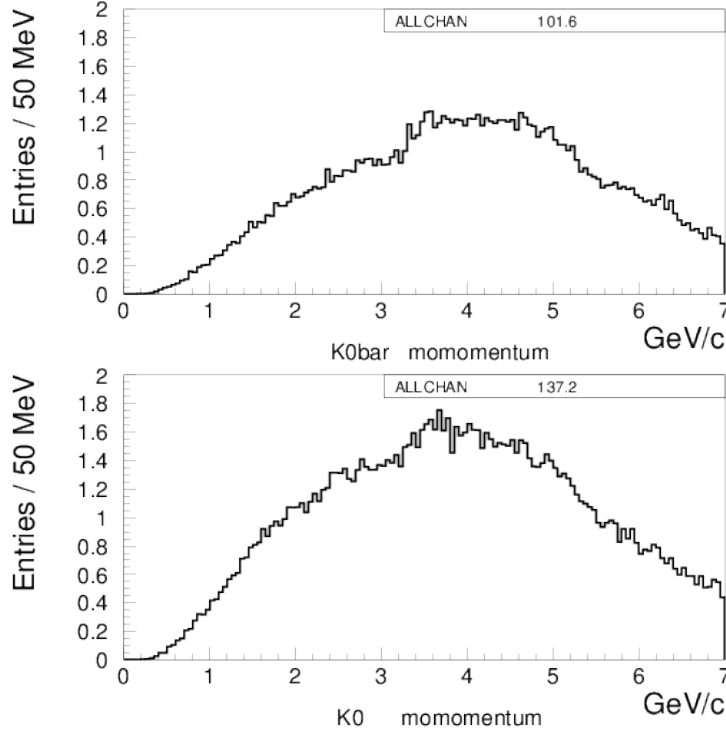 Entries / 50 MeV
2
1.8
1.6
1.4
1.2
1
0.8
0.6
0.4
0.2
0
ALLCHAN 101.6
0 1 2 3 4 5 6 7
GeV/c
K0bar momomentum
Entries / 50 MeV
2
1.8
1.6
1.4
1.2
1
0.8
0.6
0.4
0.2
0
ALLCHAN 137.2
0 1 2 3 4 5 6 7
GeV/c
K0 momomentum